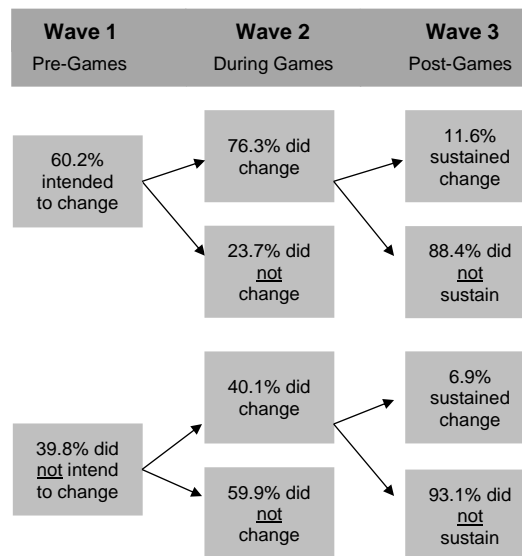 Wave 1
Pre-Games
Wave 2
During Games
Wave 3
Post-Games
60.2%
intended
to change
76.3% did
change
23.7% did
not
change
11.6%
sustained
change
88.4% did
not
sustain
39.8% did
not intend
to change
40.1% did
change
59.9% did
not
change
6.9%
sustained
change
93.1% did
not
sustain